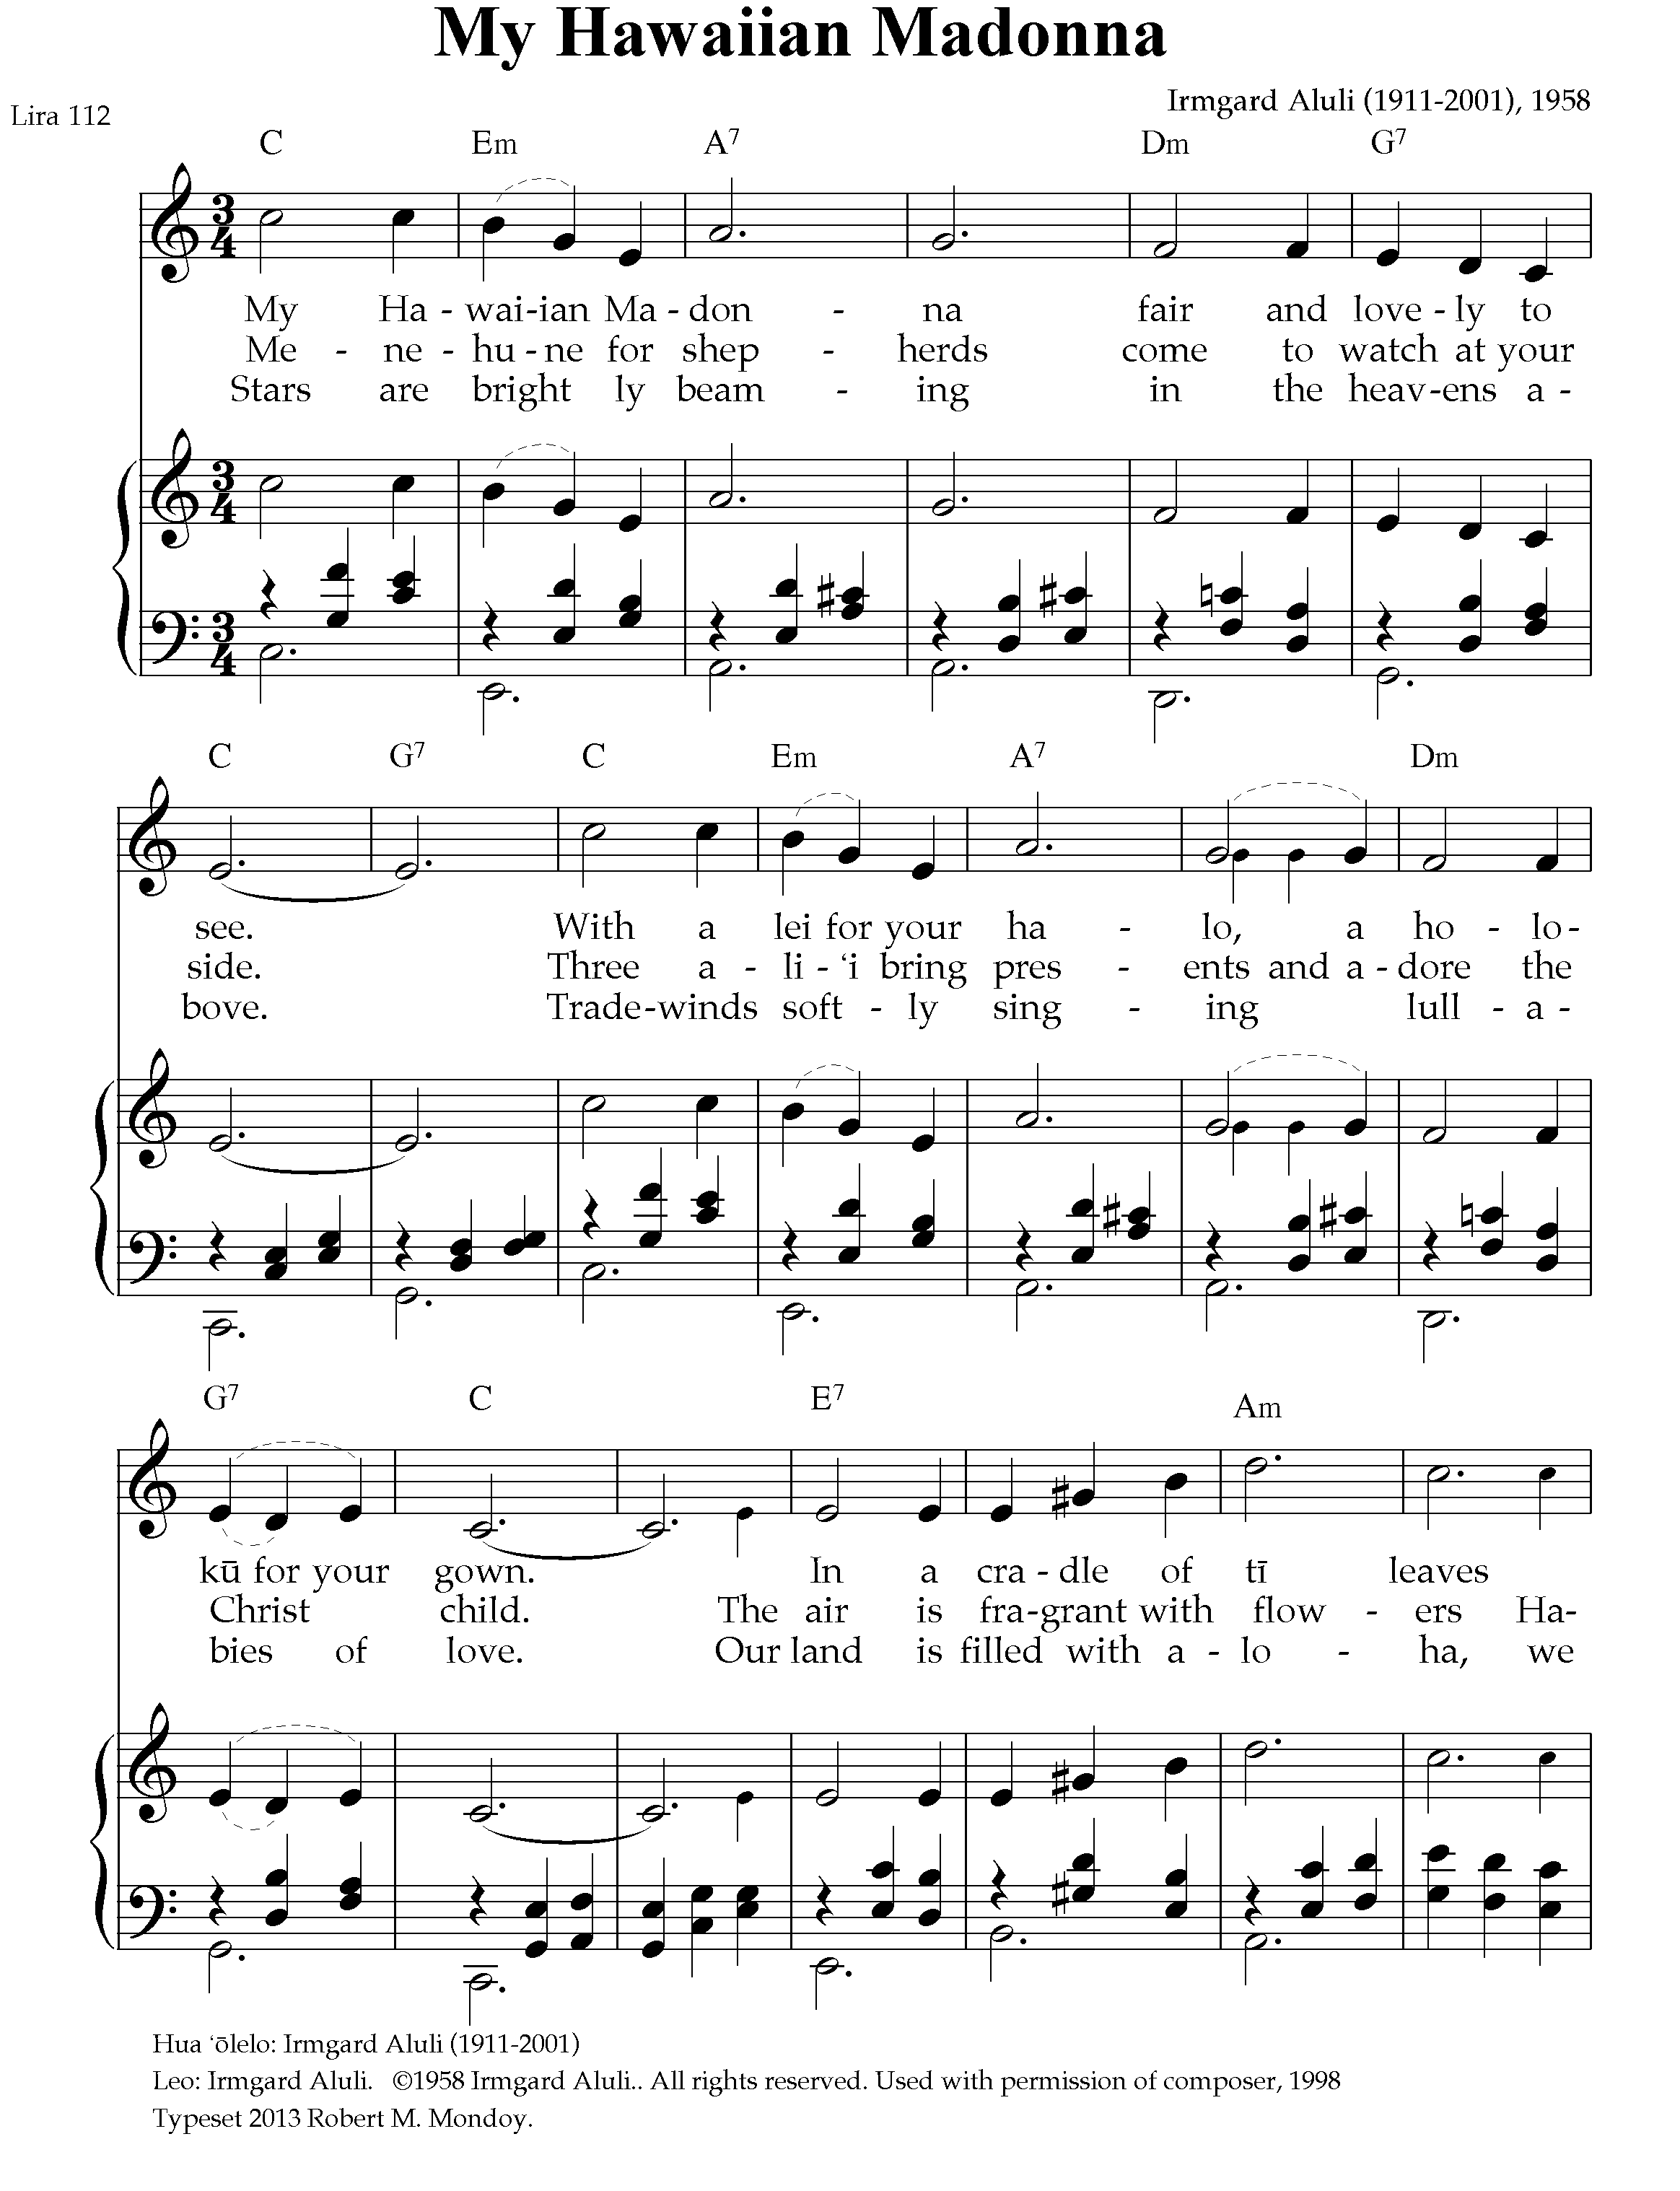 My Hawaiian Madonna
Irmgard Aluli (1911-2001), 1958
Lira 112
C Em A7 Dm G7
My Ha - wai-ian Ma - don - na fair and love - ly to
Me - ne - hu - ne for shep - herds come to watch at your
Stars are bright ly beam - ing in the heav-ens a -
C G7 C Em A7 Dm
see. With a lei for your ha - lo, a ho - lo-
side. Three a - li - ‘i bring pres - ents and a - dore the
bove. Trade-winds soft - ly sing - ing lull - a -
G7 C E7 Am
kū for your gown. In a cra - dle of tī leaves
Christ child. The air is fra-grant with flow - ers Ha-
bies of love. Our land is filled with a - lo - ha, we
Hua ‘ōlelo: Irmgard Aluli (1911-2001)
Leo: Irmgard Aluli. ©1958 Irmgard Aluli.. All rights reserved. Used with permission of composer, 1998
Typeset 2013 Robert M. Mondoy.